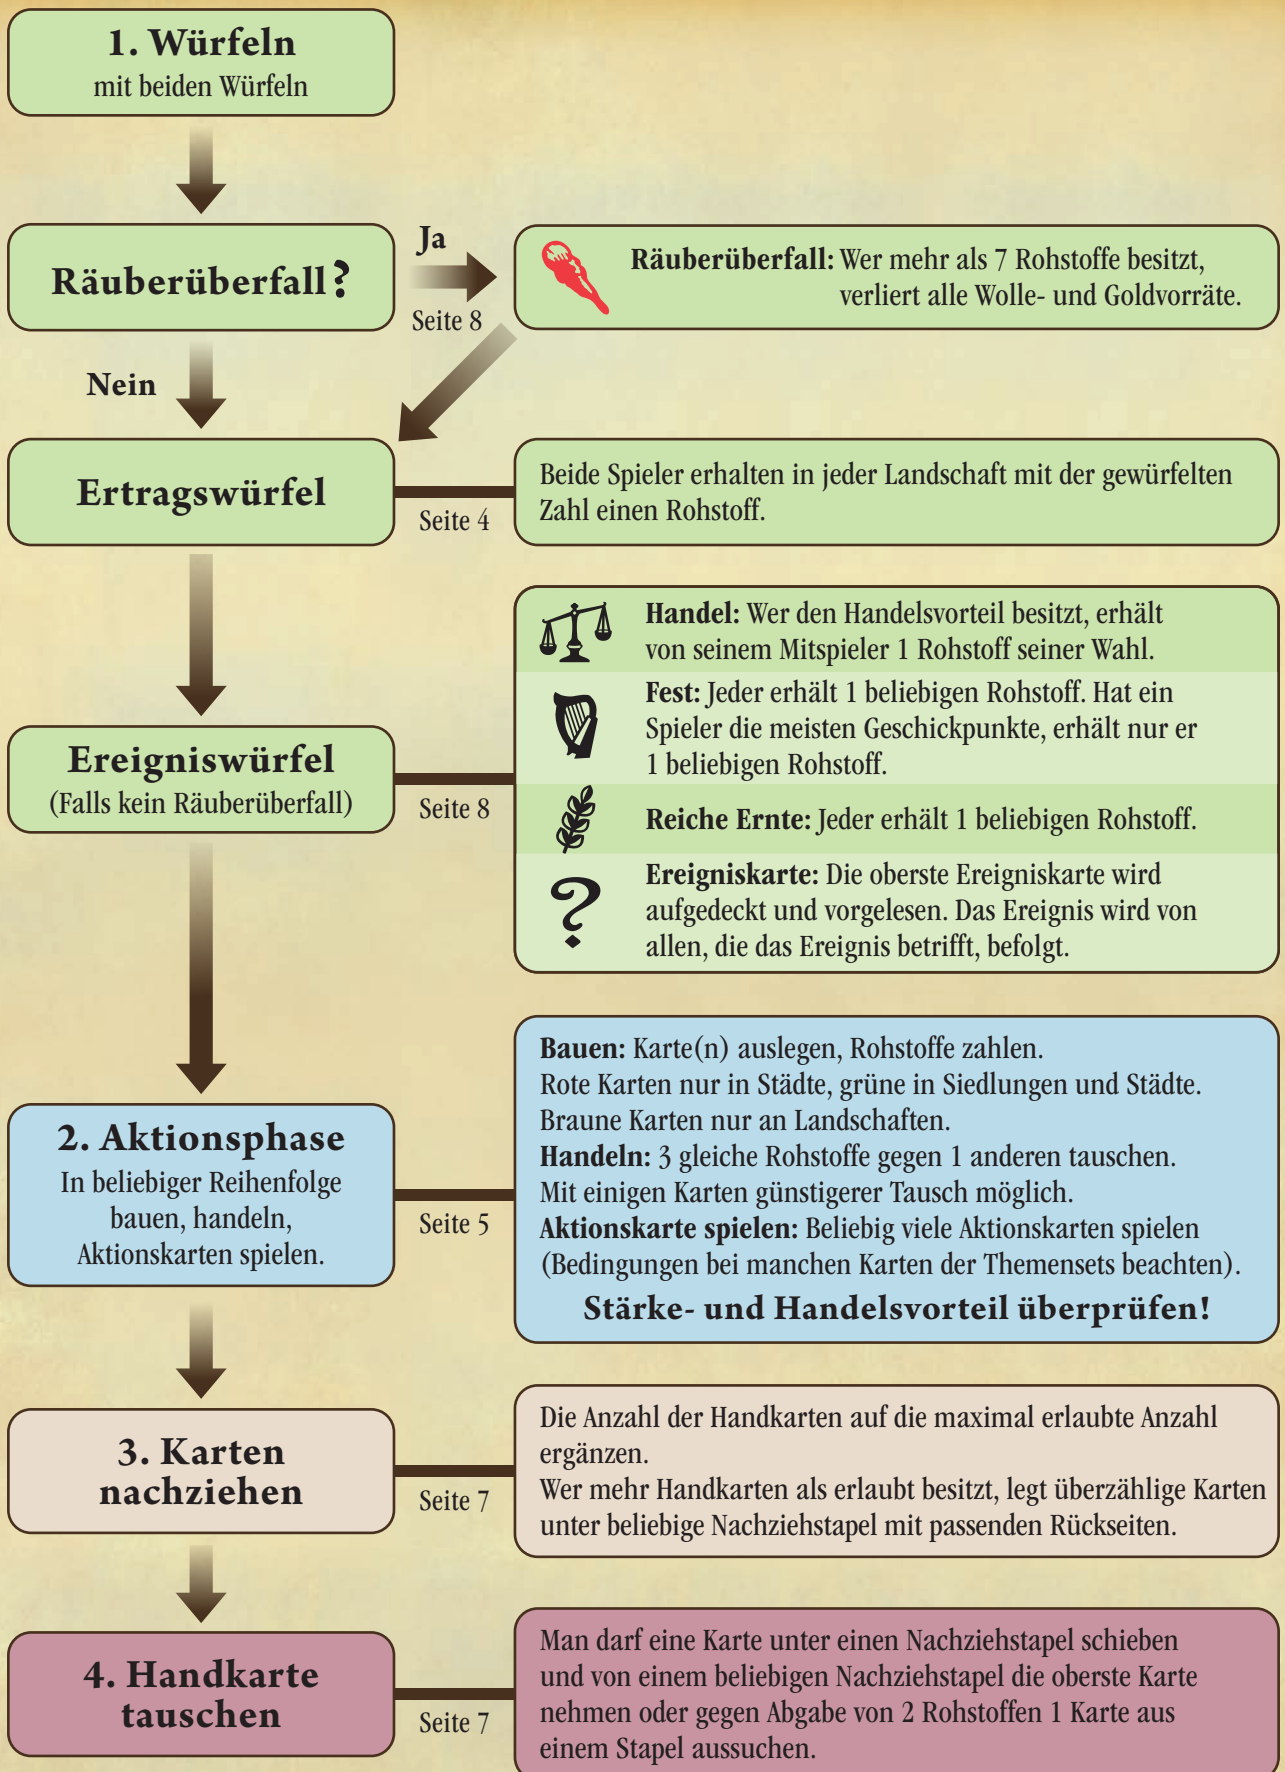 1. Würfeln
mit beiden Würfeln
Räuberüberfall?
Ja
Seite 8
Räuberüberfall: Wer mehr als 7 Rohstoffe besitzt,
verliert alle Wolle- und Goldvorräte.
Nein
Ertragswürfel
Seite 4
Beide Spieler erhalten in jeder Landschaft mit der gewürfelten
Zahl einen Rohstoff.
Ereigniswürfel
(Falls kein Räuberüberfall)
Seite 8
Handel: Wer den Handelsvorteil besitzt, erhält
von seinem Mitspieler 1 Rohstoff seiner Wahl.
Fest: Jeder erhält 1 beliebigen Rohstoff. Hat ein
Spieler die meisten Geschickpunkte, erhält nur er
1 beliebigen Rohstoff.
Reiche Ernte: Jeder erhält 1 beliebigen Rohstoff.
?
Ereigniskarte: Die oberste Ereigniskarte wird
aufgedeckt und vorgelesen. Das Ereignis wird von
allen, die das Ereignis betrifft, befolgt.
2. Aktionsphase
In beliebiger Reihenfolge
bauen, handeln,
Aktionskarten spielen.
Seite 5
Bauen: Karte(n) auslegen, Rohstoffe zahlen.
Rote Karten nur in Städte, grüne in Siedlungen und Städte.
Braune Karten nur an Landschaften.
Handeln: 3 gleiche Rohstoffe gegen 1 anderen tauschen.
Mit einigen Karten günstigerer Tausch möglich.
Aktionskarte spielen: Beliebig viele Aktionskarten spielen
(Bedingungen bei manchen Karten der Themensets beachten).
Stärke- und Handelsvorteil überprüfen!
3. Karten
nachziehen
Seite 7
Die Anzahl der Handkarten auf die maximal erlaubte Anzahl
ergänzen.
Wer mehr Handkarten als erlaubt besitzt, legt überzählige Karten
unter beliebige Nachziehstapel mit passenden Rückseiten.
4. Handkarte
tauschen
Seite 7
Man darf eine Karte unter einen Nachziehstapel schieben
und von einem beliebigen Nachziehstapel die oberste Karte
nehmen oder gegen Abgabe von 2 Rohstoffen 1 Karte aus
einem Stapel aussuchen.